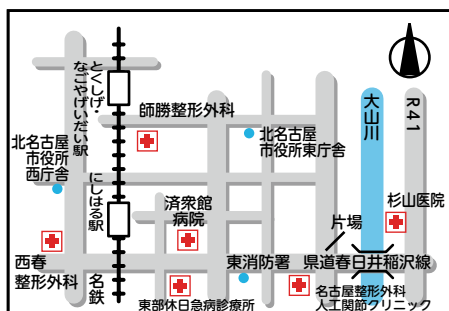 とくしげ・
なごやげいだい駅
師勝整形外科
大山川
R41
北名古屋
市役所
西庁舎
北名古屋
市役所東庁舎
にしはる駅
済衆館
病院
杉山医院
片場
西春
整形外科
名鉄
東消防署
県道春日井稲沢線
東部休日急病診療所
名古屋整形外科
人工関節クリニック